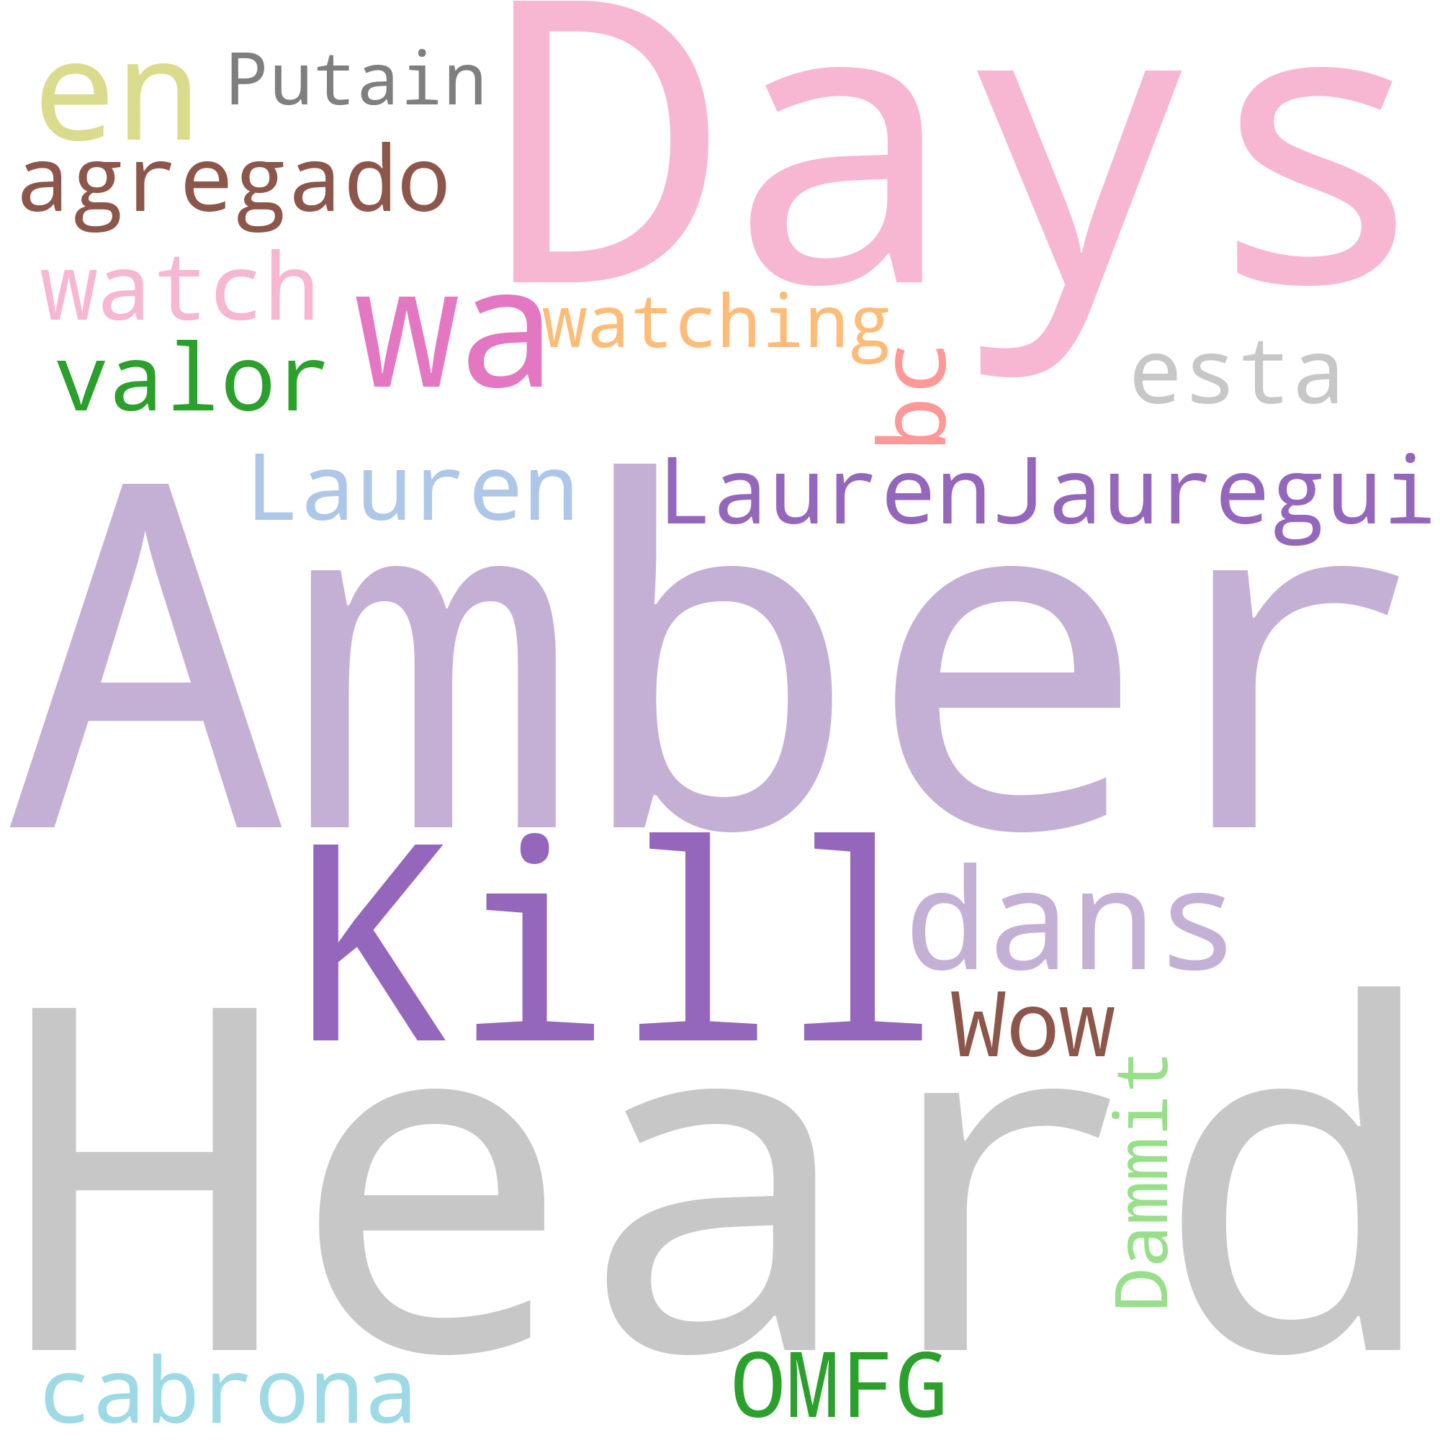 Days
en
Putain
agregado
watch
wa
watching
valor
bc
esta
Lauren
LaurenJauregui
Amber
Kill
dans
Wow
Heard
Dammit
cabrona
OMFG